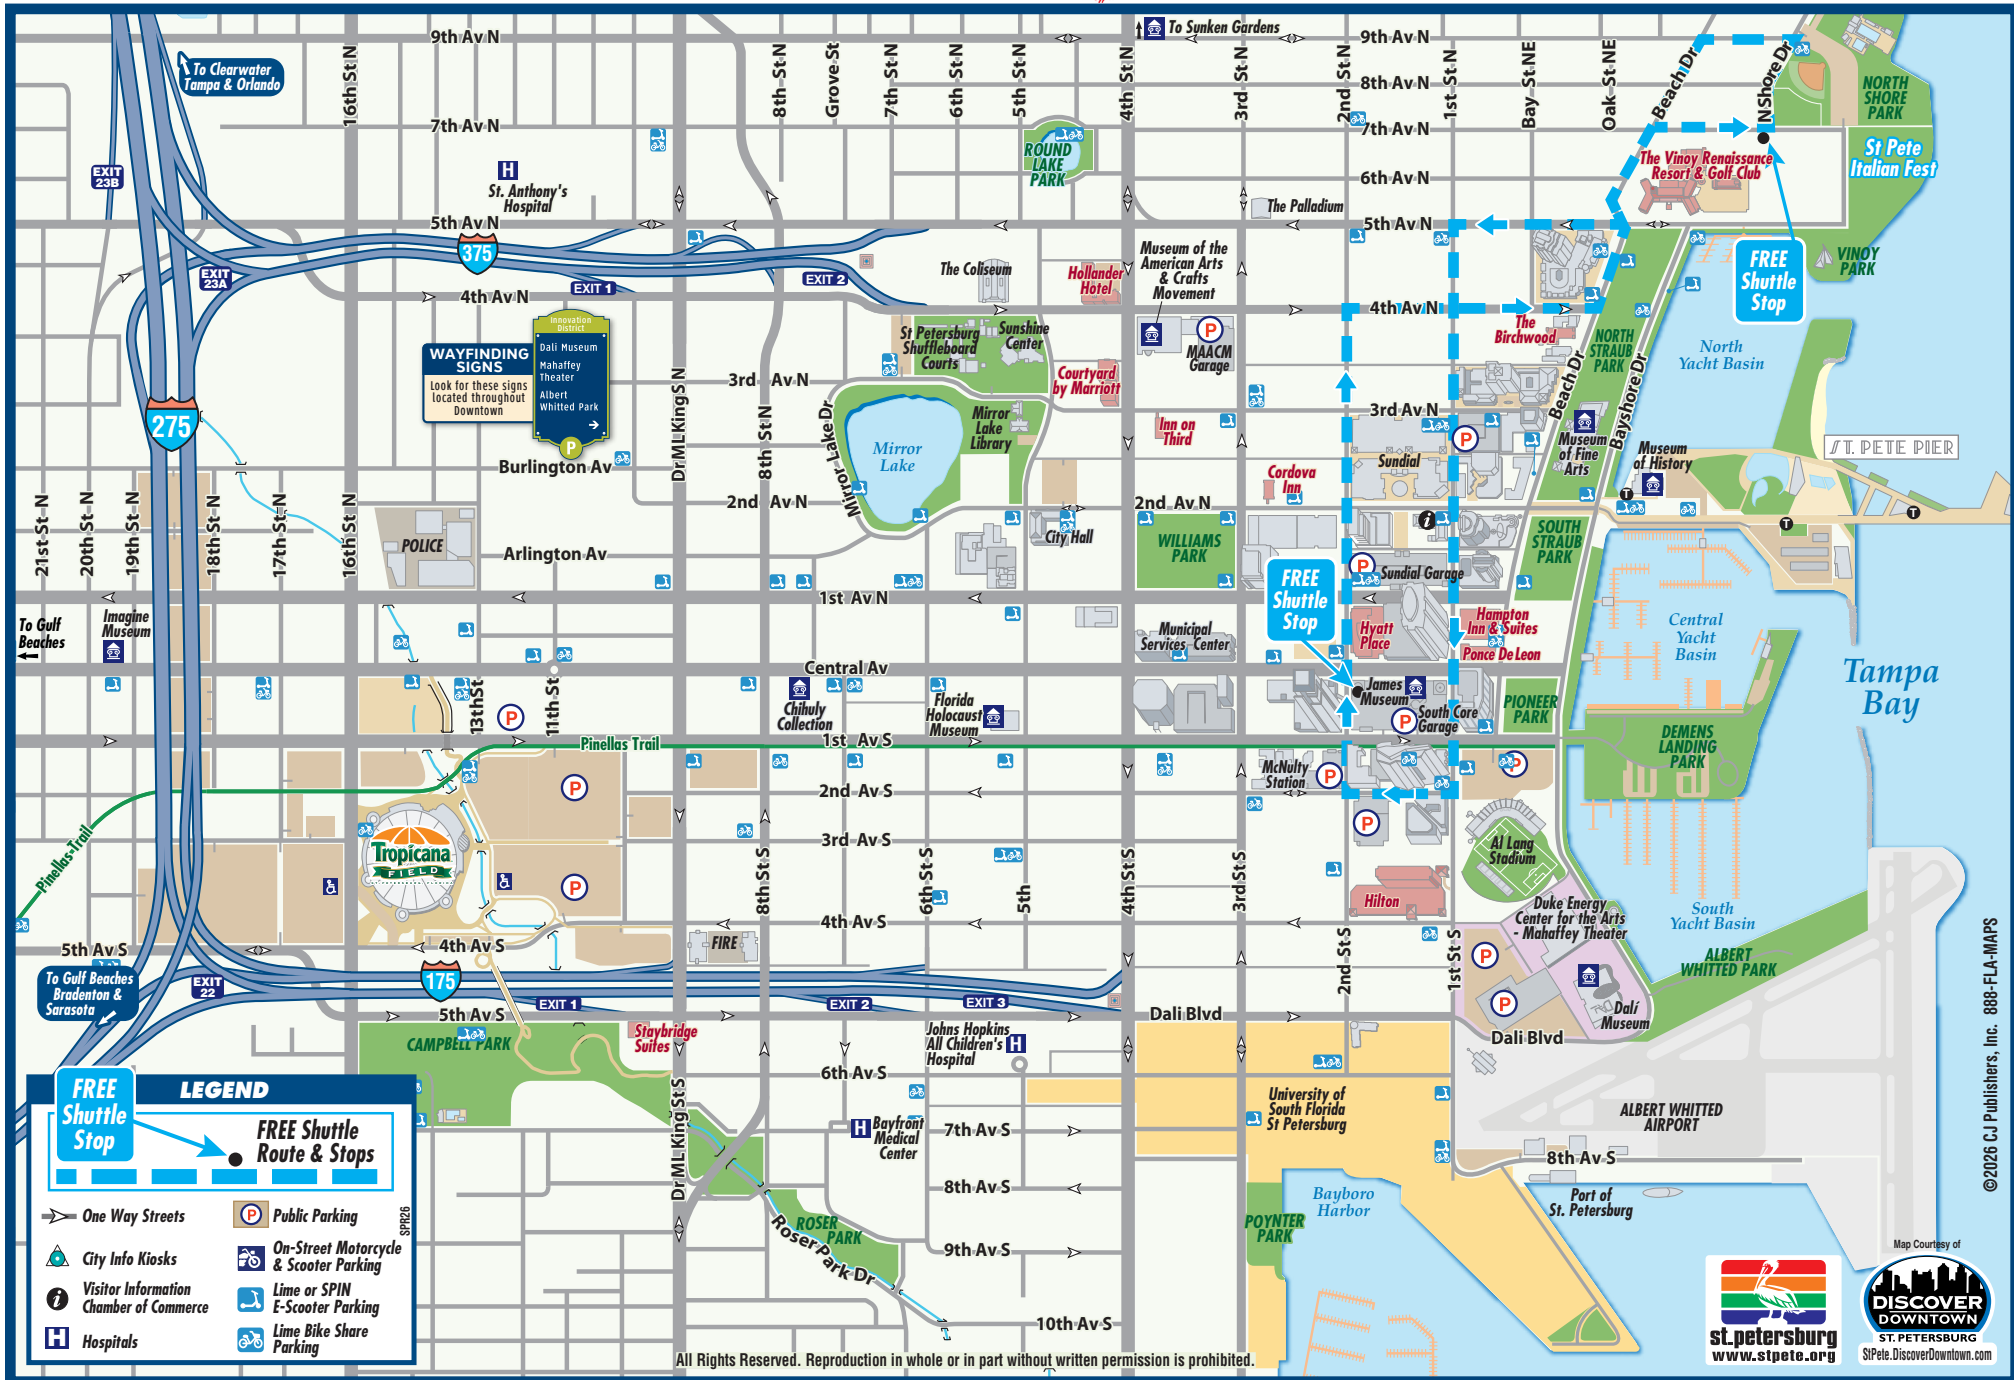 9th Av N
To Sunken Gardens
9th Av N
To Clearwater
Tampa & Orlando
16th St N
8th St N
Grove St
7th St N
6th St N
5th St N
4th St N
3rd St N
2nd St N
1st St N
Bay St NE
Oak St NE
Beach Dr
N Shore Dr
8th Av N
NORTH
SHORE
PARK
7th Av N
7th Av N
ROUND
LAKE
PARK
St Pete
Italian Fest
The Vinoy Renaissance
Resort & Golf Club
EXIT
23B
St. Anthony's
Hospital
6th Av N
The Palladium
5th Av N
5th Av N
375
EXIT
23A
EXIT 1
EXIT 2
The Coliseum
Hollander
Hotel
Museum of the
American Arts
& Crafts
Movement
FREE
Shuttle
Stop
VINOY
PARK
4th Av N
4th Av N
Innovation
District
Dali Museum
Mahaffey
Theater
Albert
Whitted Park
P
WAYFINDING
SIGNS
Look for these signs
located throughout
Downtown
St Petersburg
Shuffleboard
Courts
Sunshine
Center
P
MAACM
Garage
The
Birchwood
NORTH
STRAUB
PARK
North
Yacht Basin
Courtyard
by Marriott
3rd Av N
3rd Av N
275
Dr ML King St N
8th St N
Mirror Lake Dr
Mirror
Lake
Mirror
Lake
Library
Inn on
Third
P
Beach Dr
Bayshore Dr
Museum
of Fine
Arts
Museum
of History
ST. PETE PIER
Burlington Av
Sundial
Cordova
Inn
2nd Av N
2nd Av N
21st St N
20th St N
19th St N
18th St N
17th St N
16th St N
POLICE
Arlington Av
City Hall
WILLIAMS
PARK
SOUTH
STRAUB
PARK
T
T
T
P
Sundial Garage
FREE
Shuttle
Stop
1st Av N
To Gulf
Beaches
Imagine
Museum
Municipal
Services Center
Hyatt
Place
Hampton
Inn & Suites
Ponce De Leon
Central
Yacht
Basin
Tampa
Bay
Central Av
13th St
11th St
P
Chihuly
Collection
Florida
Holocaust
Museum
James
Museum
P
South Core
Garage
PIONEER
PARK
DEMENS
LANDING
PARK
Pinellas Trail
1st Av S
McNulty
Station
P
P
P
2nd Av S
P
Pinellas Trail
Tropicana
FIELD
3rd Av S
Al Lang
Stadium
P
8th St S
6th St S
5th
4th St S
3rd St S
Hilton
4th Av S
South
Yacht Basin
Duke Energy
Center for the Arts
- Mahaffey Theater
ALBERT
WHITTED PARK
FIRE
5th Av S
4th Av S
2nd St S
1st St S
P
P
Dalí
Museum
To Gulf Beaches
Bradenton &
Sarasota
EXIT
22
175
EXIT 1
EXIT 2
EXIT 3
5th Av S
Dali Blvd
Dali Blvd
CAMPBELL PARK
Staybridge
Suites
Johns Hopkins
All Children's
Hospital
H
6th Av S
University of
South Florida
St Petersburg
ALBERT WHITTED
AIRPORT
Dr ML King St S
H
Bayfront
Medical
Center
7th Av S
8th Av S
8th Av S
Port of
St. Petersburg
Bayboro
Harbor
POYNTER
PARK
ROSER
PARK
Roser Park Dr
9th Av S
10th Av S
LEGEND
FREE
Shuttle
Stop
FREE Shuttle
Route & Stops
One Way Streets
P
Public Parking
City Info Kiosks
On-Street Motorcycle
& Scooter Parking
i
Visitor Information
Chamber of Commerce
Lime or SPIN
E-Scooter Parking
H
Hospitals
Lime Bike Share
Parking
SPR26
All Rights Reserved. Reproduction in whole or in part without written permission is prohibited.
©2026 CJ Publishers, Inc. 888-FLA-MAPS
st.petersburg
www.stpete.org
Map Courtesy of
DISCOVER
DOWNTOWN
ST. PETERSBURG
StPete.DiscoverDowntown.com